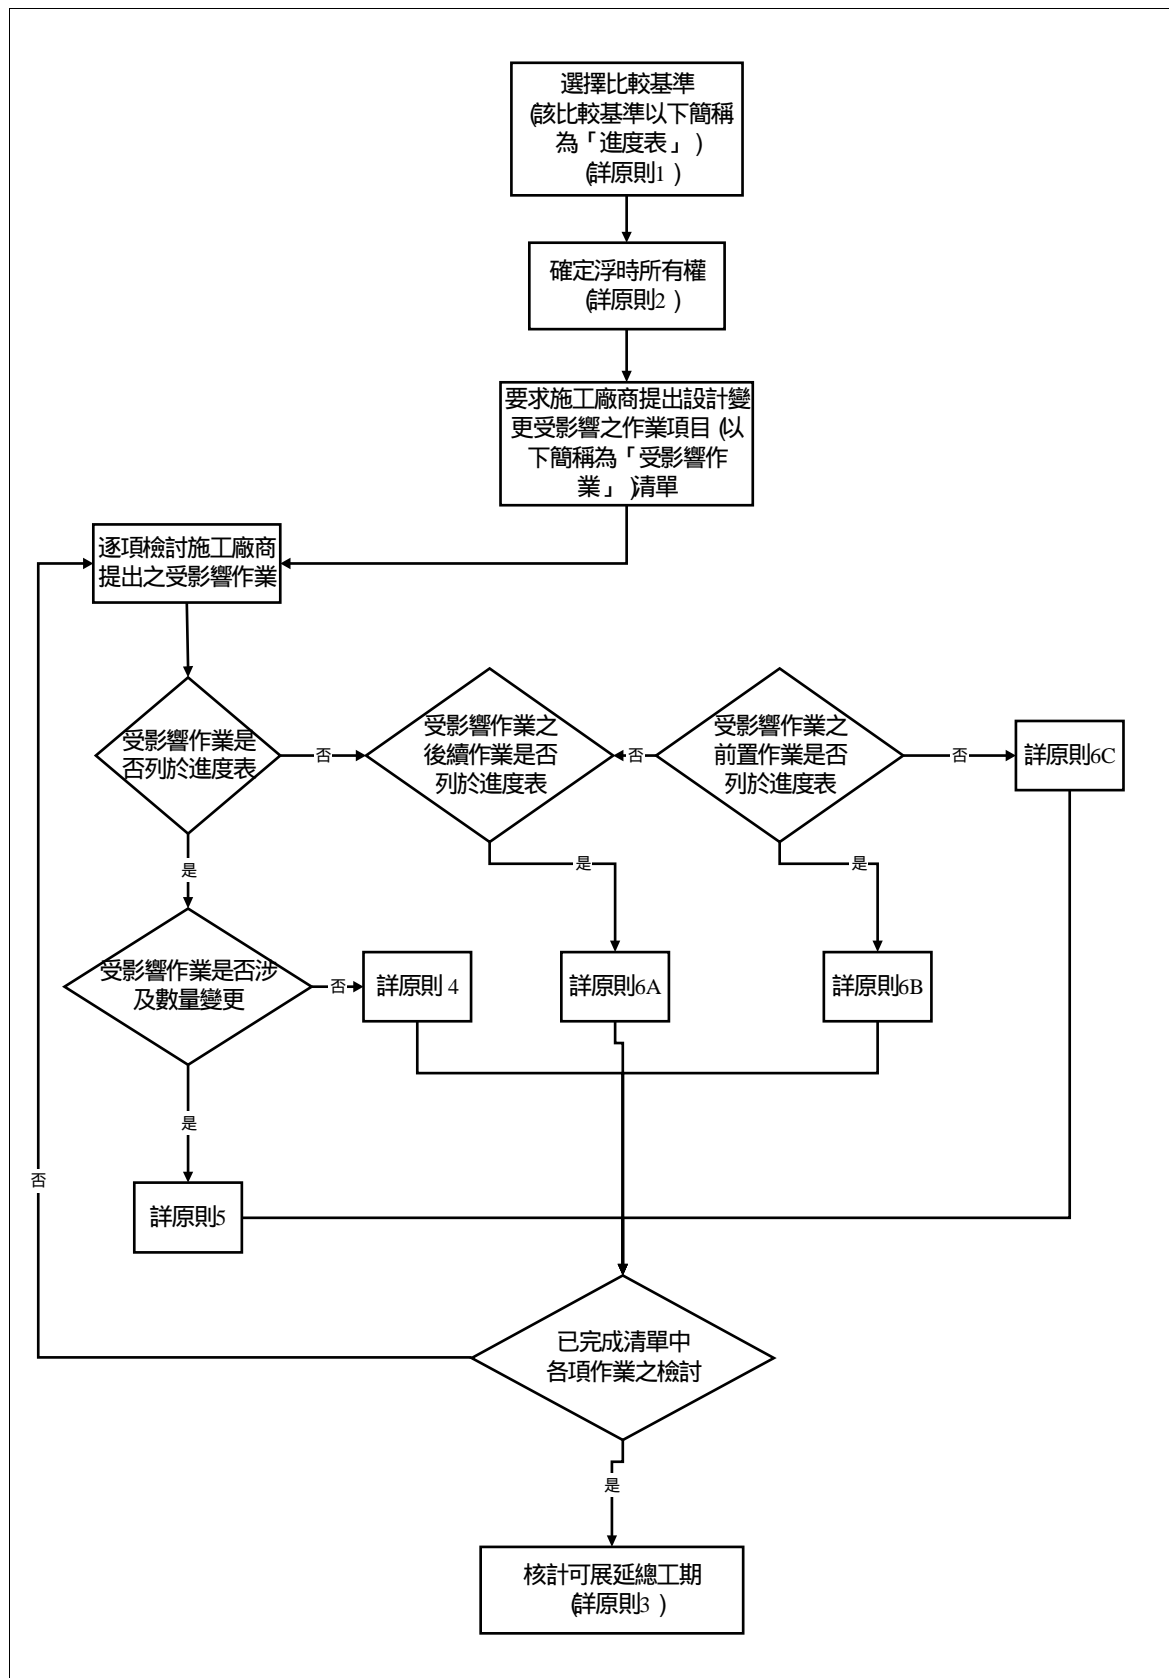 選擇比較基準
(該比較基準以下簡稱
為「進度表」)
(詳原則1)
確定浮時所有權
(詳原則2)
要求施工廠商提出設計變
更受影響之作業項目(以
下簡稱為「受影響作
業」)清單
逐項檢討施工廠商
提出之受影響作業
受影響作業是
否列於進度表
否
受影響作業之
後續作業是否
列於進度表
否
受影響作業之
前置作業是否
列於進度表
否
詳原則6C
是
是
是
受影響作業是否涉
及數量變更
否
詳原則 4
詳原則6A
詳原則6B
是
否
詳原則5
已完成清單中
各項作業之檢討
是
核計可展延總工期
(詳原則3)